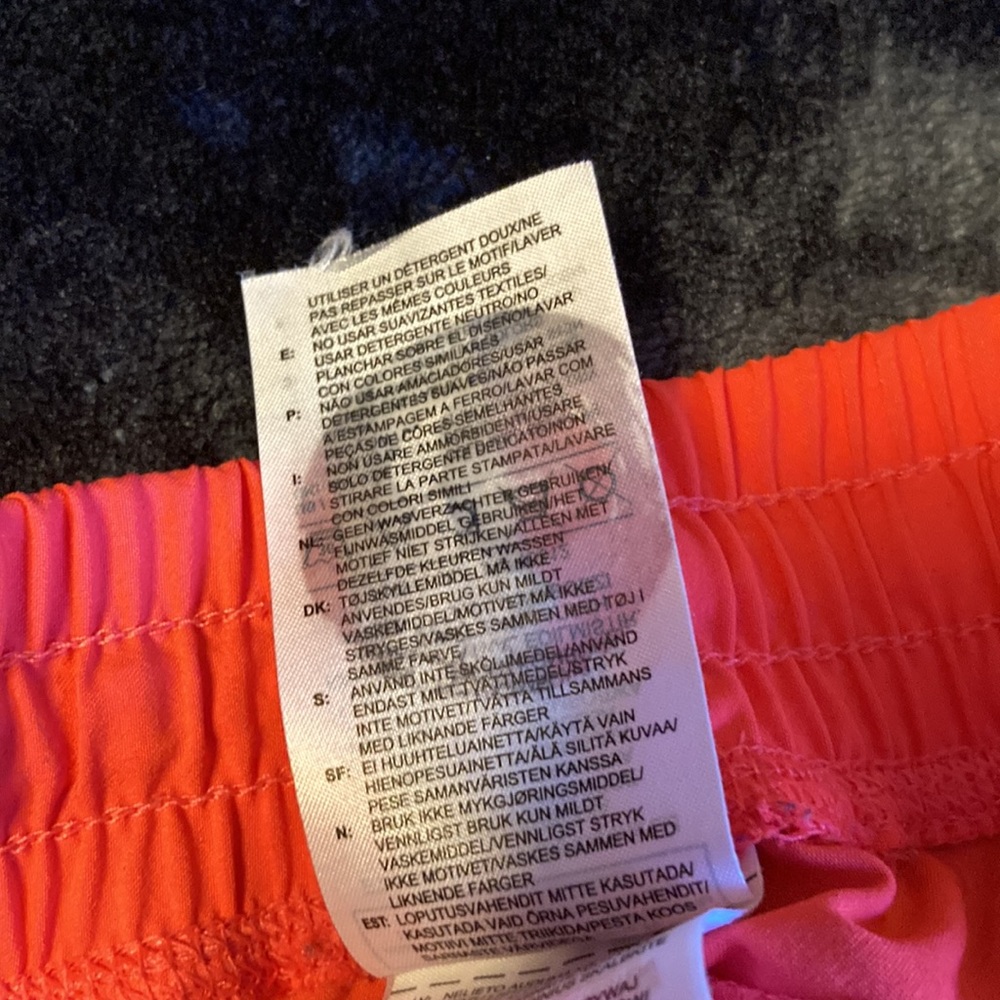 UTILISER UN DÉTERGENT DOUX/NE
PAS REPASSER SUR LE MOTIF/LAVER
AVEC LES MÊMES COULEURS
E: NO USAR SUAVIZANTES TEXTILES/
USAR DETERGENTE NEUTRO/NO
PLANCHAR SOBRE EL DISEÑO/LAVAR
CON COLORES SIMILARES
P: NÃO USAR AMACIADORES/USAR
DETERGENTES SUAVES/NÃO PASSAR
A ESTAMPAGEM A FERRO/LAVAR COM
PEÇAS DE CÔRES SEMELHANTES
I: NON USARE AMMORBIDENTI/USARE
SOLO DETERGENTE DELICATO/NON
STIRARE LA PARTE STAMPATA/LAVARE
CON COLORI SIMILI
NL: GEEN WASVERZACHTER GEBRUIKEN/
FIJNWASMIDDEL GEBRUIKEN/HET
MOTIEF NIET STRIJKEN/ALLEEN MET
DEZELFDE KLEUREN WASSEN
DK: TØJSKYLLEMIDDEL MÅ IKKE
ANVENDES/BRUG KUN MILDT
VASKEMIDDEL/MOTIVET MÅ IKKE
STRYGES/VASKES SAMMEN MED TØJ I
SAMME FARVE
S: ANVÄND INTE SKÖLJMEDEL/ANVÄND
ENDAST MILT TVÄTTMEDEL/STRYK
INTE MOTIVET/TVÄTTA TILLSAMMANS
MED LIKNANDE FÄRGER
SF: EI HUUHTELUAINETTA/KÄYTÄ VAIN
HIENOPESUAINETTA/ÄLÄ SILITÄ KUVAA/
PESE SAMANVÄRISTEN KANSSA
N: BRUK IKKE MYKGJØRINGSMIDDEL/
VENNLIGST BRUK KUN MILDT
VASKEMIDDEL/VENNLIGST STRYK
IKKE MOTIVET/VASKES SAMMEN MED
LIKNENDE FARGER
EST: LOPUTUSVAHENDIT MITTE KASUTADA/
KASUTADA VAID ÕRNA PESUVAHENDIT/
MOTIIVI MITTE TRIIKIDA/PESTA KOOS